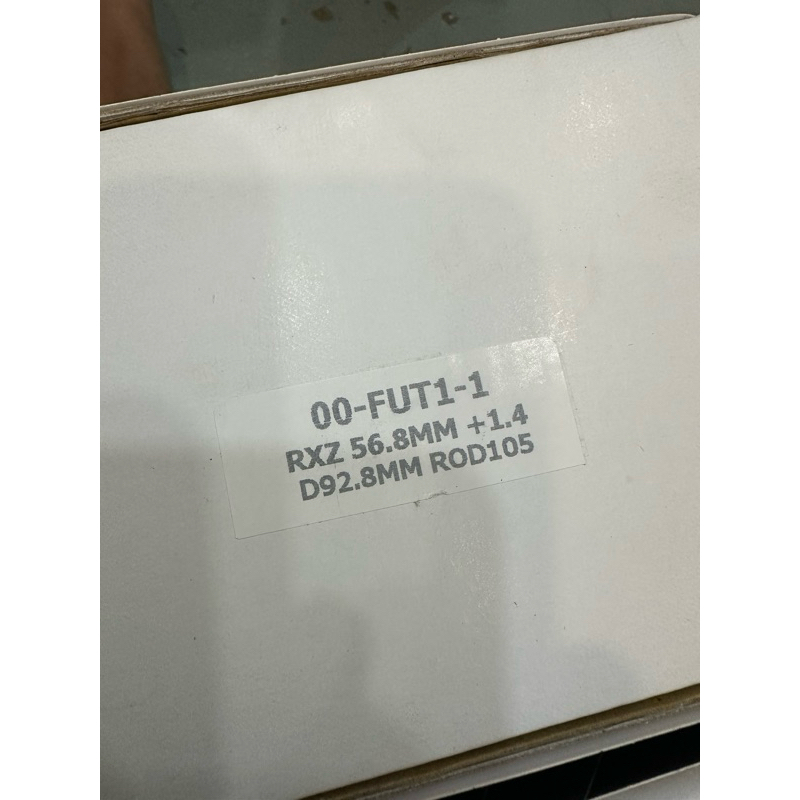 00-FUT1-1
RXZ 56.8MM +1.4
D92.8MM ROD105